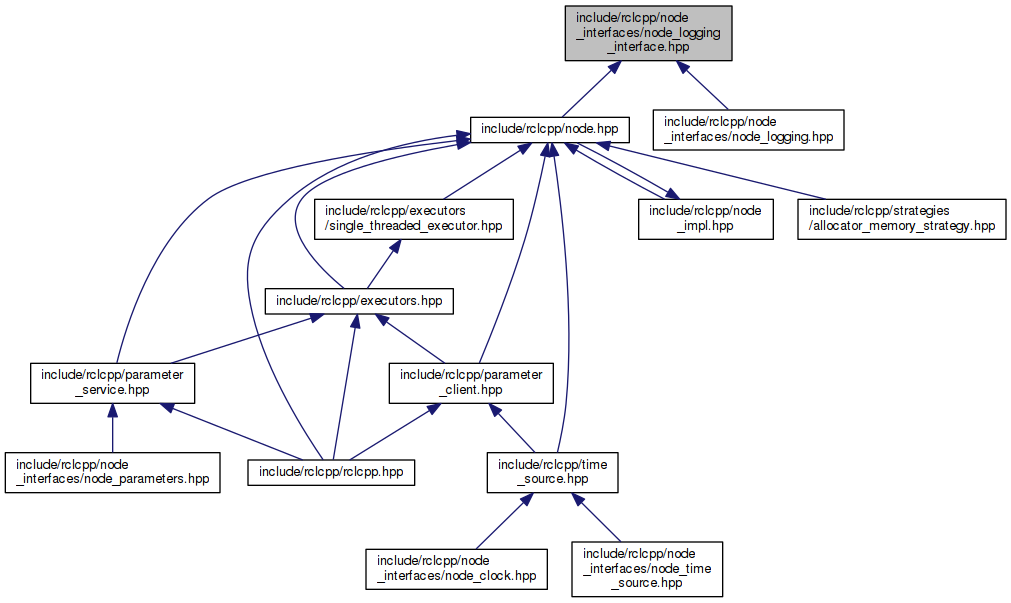 include/rclcpp/node
_interfaces/node_logging
_interface.hpp
include/rclcpp/node.hpp
include/rclcpp/node
_interfaces/node_logging.hpp
include/rclcpp/executors
/single_threaded_executor.hpp
include/rclcpp/node
_impl.hpp
include/rclcpp/strategies
/allocator_memory_strategy.hpp
include/rclcpp/executors.hpp
include/rclcpp/parameter
_service.hpp
include/rclcpp/parameter
_client.hpp
include/rclcpp/node
_interfaces/node_parameters.hpp
include/rclcpp/rclcpp.hpp
include/rclcpp/time
_source.hpp
include/rclcpp/node
_interfaces/node_clock.hpp
include/rclcpp/node
_interfaces/node_time
_source.hpp